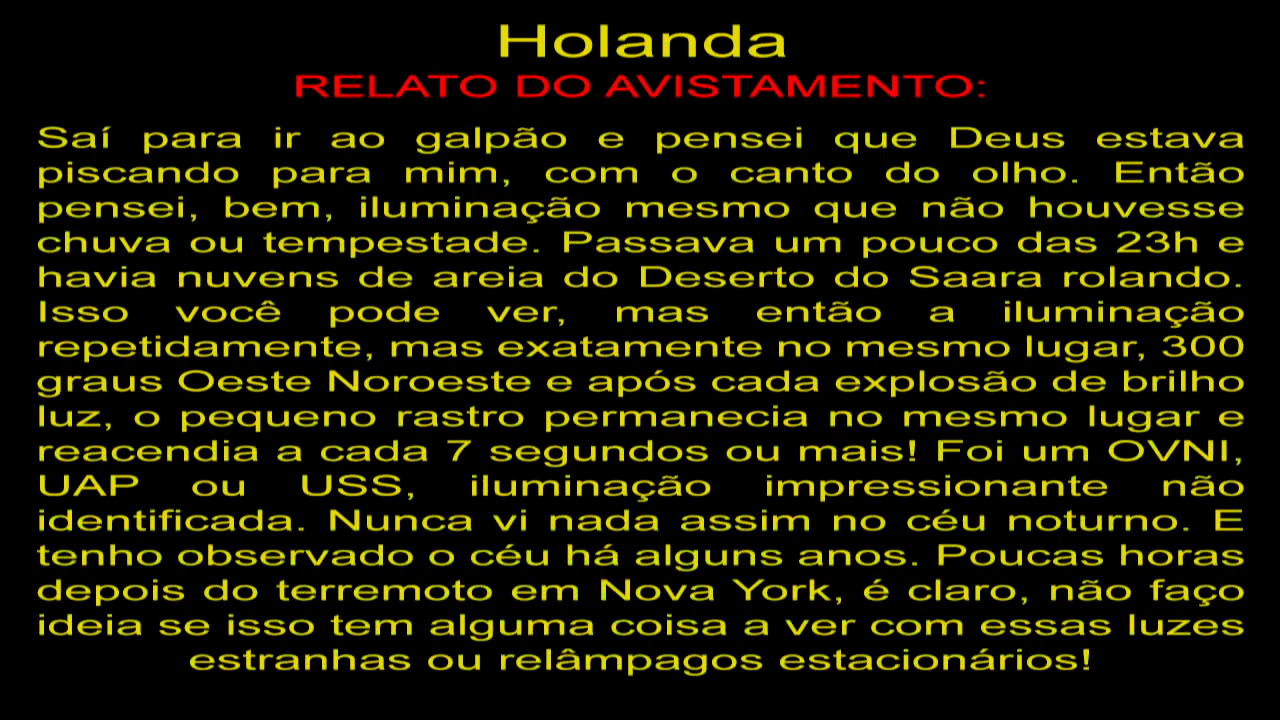 Holanda
RELATO DO AVISTAMENTO:
Saí para ir ao galpão e pensei que Deus estava
piscando para mim, com o canto do olho. Então
pensei, bem, iluminação mesmo que não houvesse
chuva ou tempestade. Passava um pouco das 23h e
havia nuvens de areia do Deserto do Saara rolando.
Isso você pode ver, mas então a iluminação
repetidamente, mas exatamente no mesmo lugar, 300
graus Oeste Noroeste e após cada explosão de brilho
luz, o pequeno rastro permanecia no mesmo lugar e
reacendia a cada 7 segundos ou mais! Foi um OVNI,
UAP ou USS, iluminação impressionante não
identificada. Nunca vi nada assim no céu noturno. E
tenho observado o céu há alguns anos. Poucas horas
depois do terremoto em Nova York, é claro, não faço
ideia se isso tem alguma coisa a ver com essas luzes
estranhas ou relâmpagos estacionários!